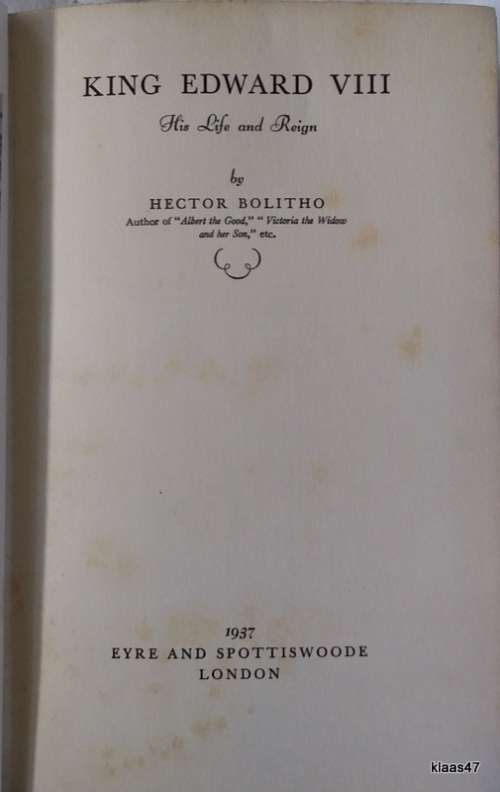 KING EDWARD VIII
His Life and Reign
by
HECTOR BOLITHO
Author of "Albert the Good," "Victoria the Widow
and her Son," etc.
1937
EYRE AND SPOTTISWOODE
LONDON
klaas47